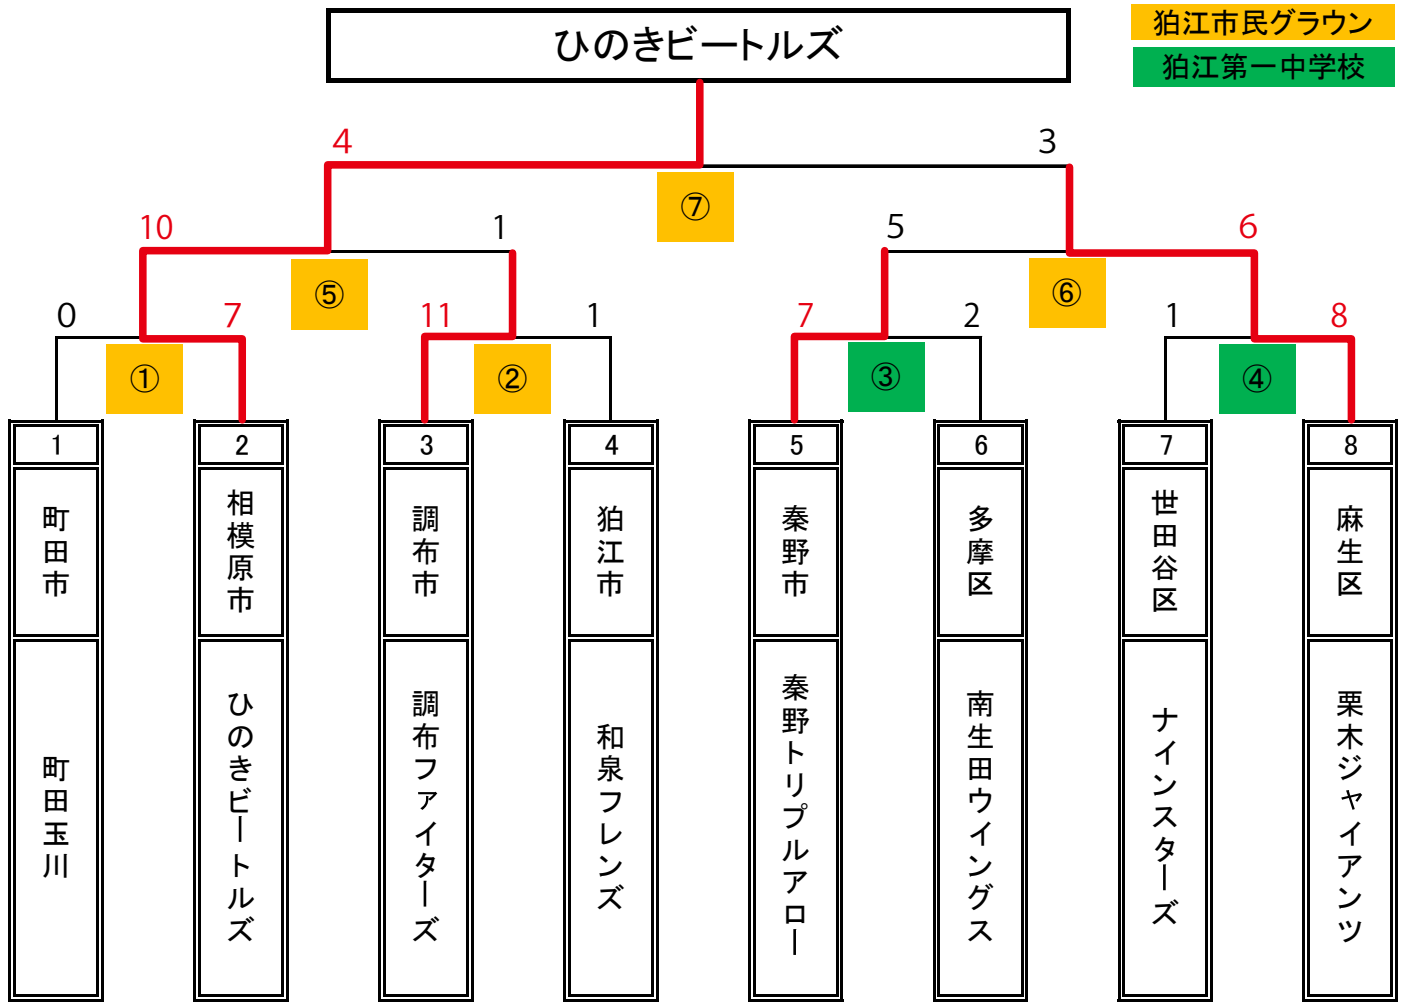 ひのきビートルズ
狛江市民グラウン
狛江第一中学校
4
3
⑦
10
1
5
6
⑤
⑥
0
7
11
1
7
2
1
8
①
②
③
④
1
2
3
4
5
6
7
8
町田市
相模原市
調布市
狛江市
秦野市
多摩区
世田谷区
麻生区
町田玉川
ひのきビートルズ
調布ファイターズ
和泉フレンズ
秦野トリプルアロー
南生田ウイングス
ナインスターズ
栗木ジャイアンツ